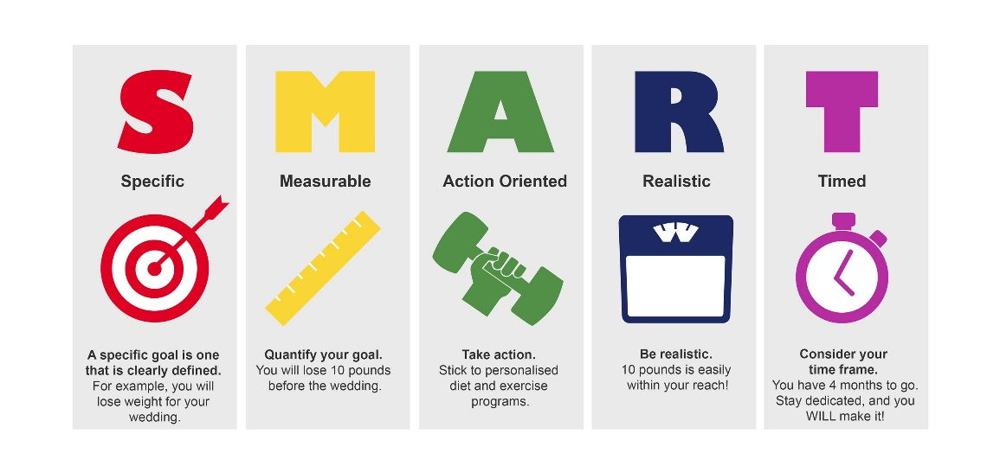 S
Specific
A specific goal is one
that is clearly defined.
For example, you will
lose weight for your
wedding.
M
Measurable
Quantify your goal.
You will lose 10 pounds
before the wedding.
A
Action Oriented
Take action.
Stick to personalised
diet and exercise
programs.
R
Realistic
Be realistic.
10 pounds is easily
within your reach!
T
Timed
Consider your
time frame.
You have 4 months to go.
Stay dedicated, and you
WILL make it!